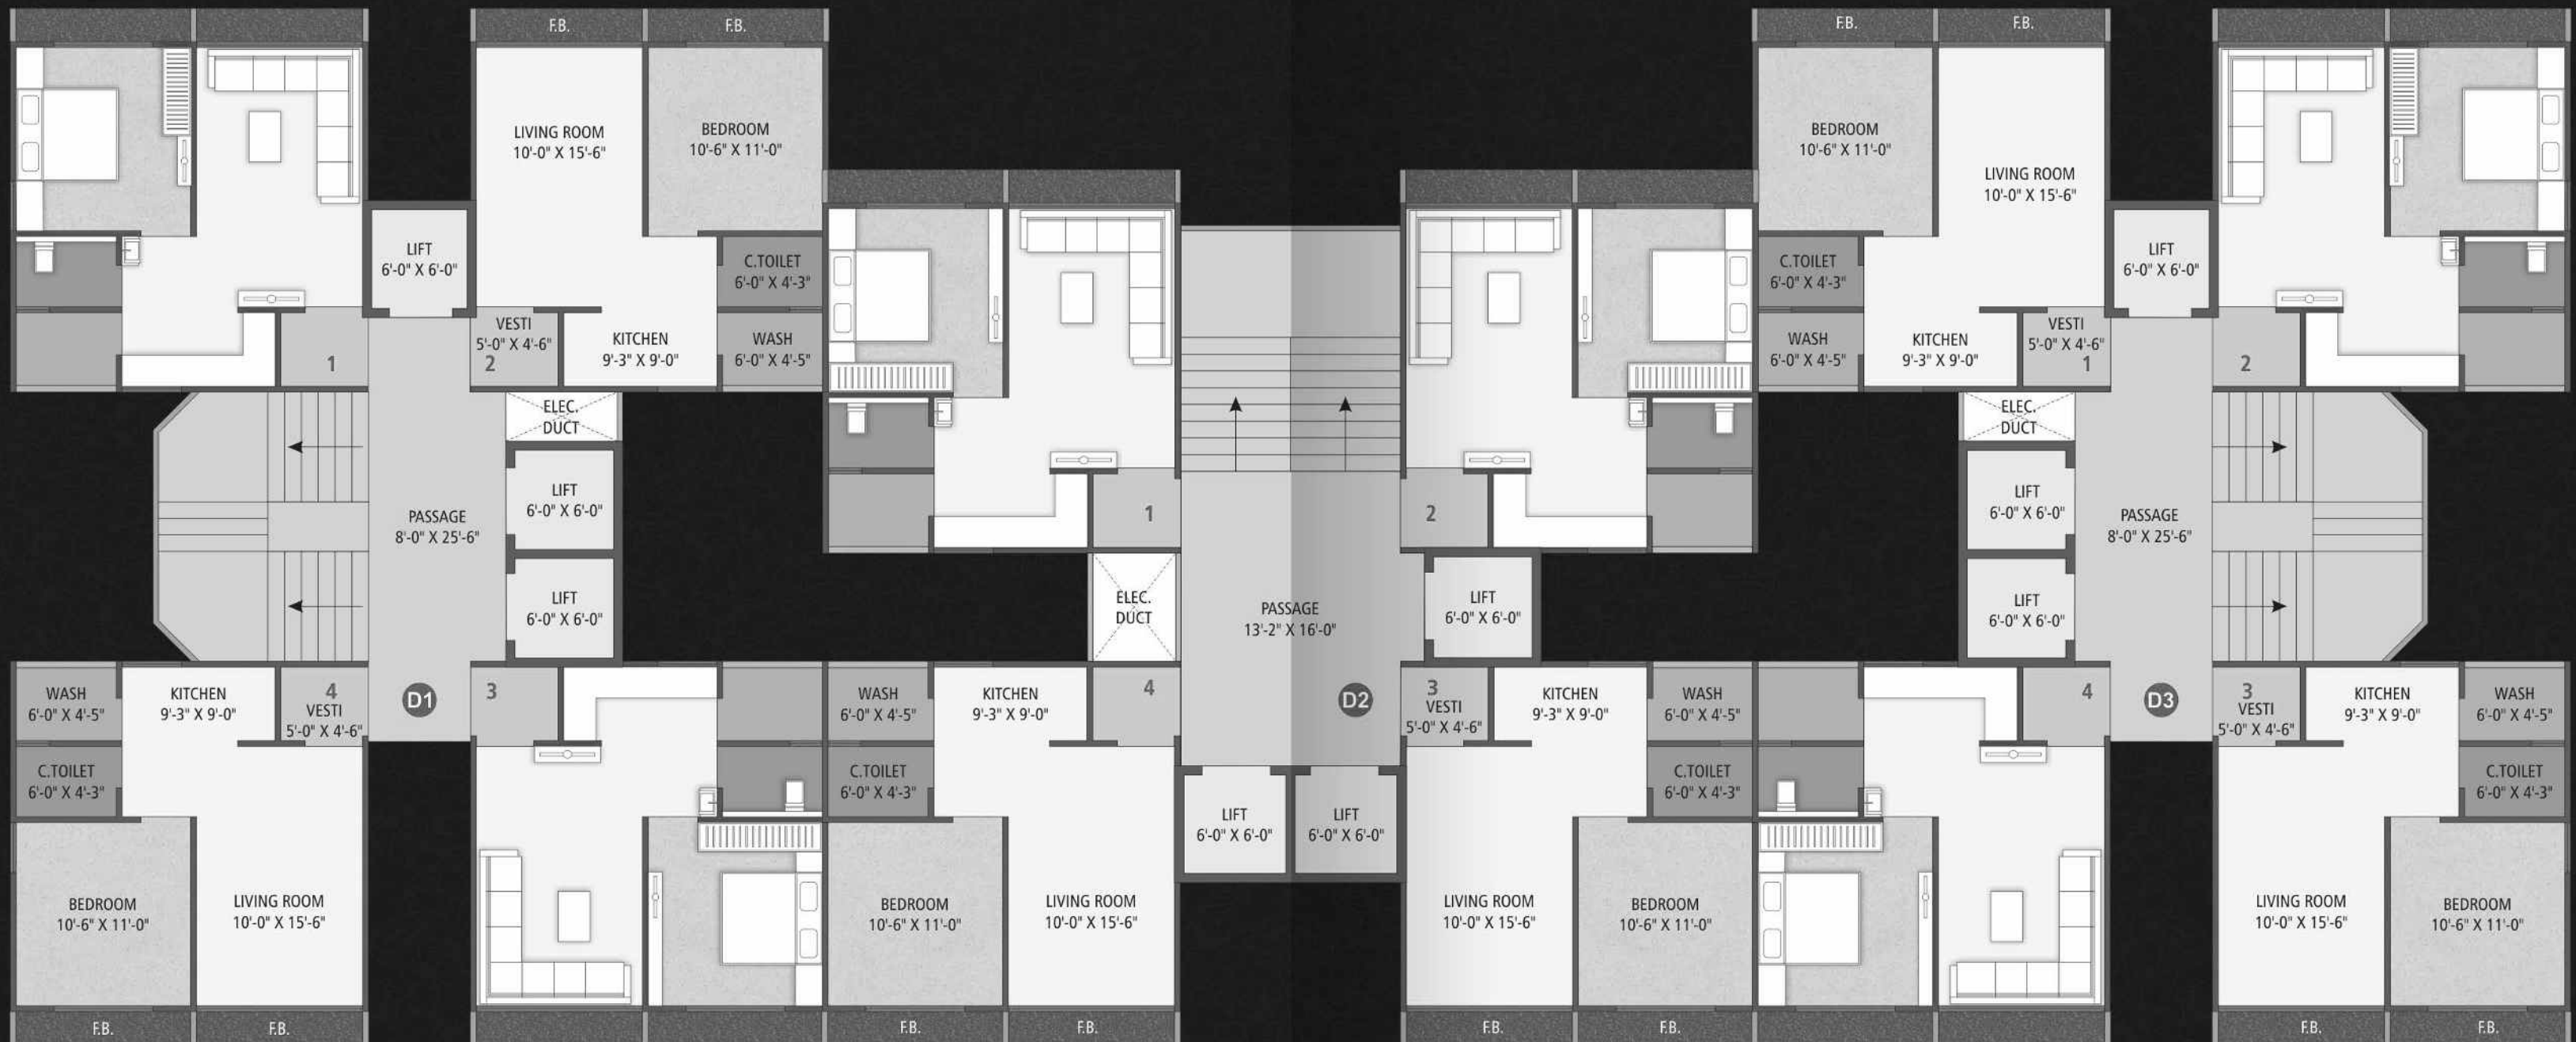 F.B.
F.B.
F.B.
F.B.
LIVING ROOM
10'-0" X 15'-6"
BEDROOM
10'-6" X 11'-0"
BEDROOM
10'-6" X 11'-0"
LIVING ROOM
10'-0" X 15'-6"
LIFT
6'-0" X 6'-0"
C.TOILET
6'-0" X 4'-3"
C.TOILET
6'-0" X 4'-3"
LIFT
6'-0" X 6'-0"
1
VESTI
5'-0" X 4'-6"
2
KITCHEN
9'-3" X 9'-0"
WASH
6'-0" X 4'-5"
WASH
6'-0" X 4'-5"
KITCHEN
9'-3" X 9'-0"
VESTI
5'-0" X 4'-6"
1
2
ELEC.
DUCT
ELEC.
DUCT
LIFT
6'-0" X 6'-0"
PASSAGE
8'-0" X 25'-6"
1
2
LIFT
6'-0" X 6'-0"
PASSAGE
8'-0" X 25'-6"
LIFT
6'-0" X 6'-0"
ELEC.
DUCT
PASSAGE
13'-2" X 16'-0"
LIFT
6'-0" X 6'-0"
LIFT
6'-0" X 6'-0"
WASH
6'-0" X 4'-5"
KITCHEN
9'-3" X 9'-0"
4
VESTI
5'-0" X 4'-6"
D1
3
WASH
6'-0" X 4'-5"
KITCHEN
9'-3" X 9'-0"
4
D2
3
VESTI
5'-0" X 4'-6"
KITCHEN
9'-3" X 9'-0"
WASH
6'-0" X 4'-5"
4
D3
3
VESTI
5'-0" X 4'-6"
KITCHEN
9'-3" X 9'-0"
WASH
6'-0" X 4'-5"
C.TOILET
6'-0" X 4'-3"
C.TOILET
6'-0" X 4'-3"
C.TOILET
6'-0" X 4'-3"
C.TOILET
6'-0" X 4'-3"
LIFT
6'-0" X 6'-0"
LIFT
6'-0" X 6'-0"
BEDROOM
10'-6" X 11'-0"
LIVING ROOM
10'-0" X 15'-6"
BEDROOM
10'-6" X 11'-0"
LIVING ROOM
10'-0" X 15'-6"
LIVING ROOM
10'-0" X 15'-6"
BEDROOM
10'-6" X 11'-0"
LIVING ROOM
10'-0" X 15'-6"
BEDROOM
10'-6" X 11'-0"
F.B.
F.B.
F.B.
F.B.
F.B.
F.B.
F.B.
F.B.